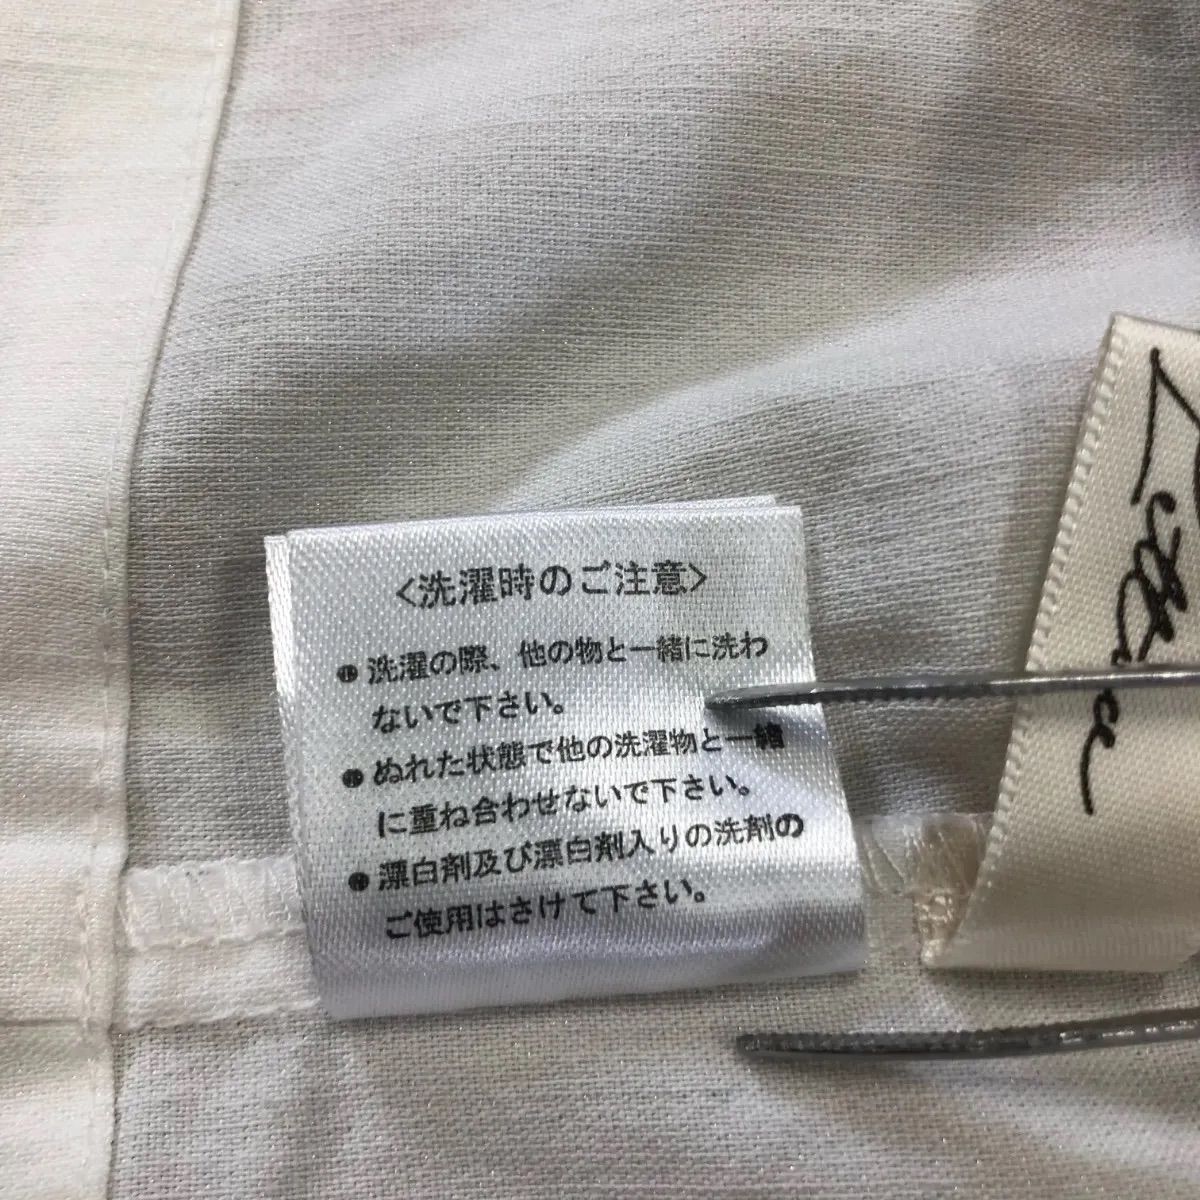 <洗濯時のご注意>
● 洗濯の際、他の物と一緒に洗わ
ないで下さい。
● ぬれた状態で他の洗濯物と一緒
に重ね合わせないで下さい。
● 漂白剤及び漂白剤入りの洗剤の
ご使用はさけて下さい。